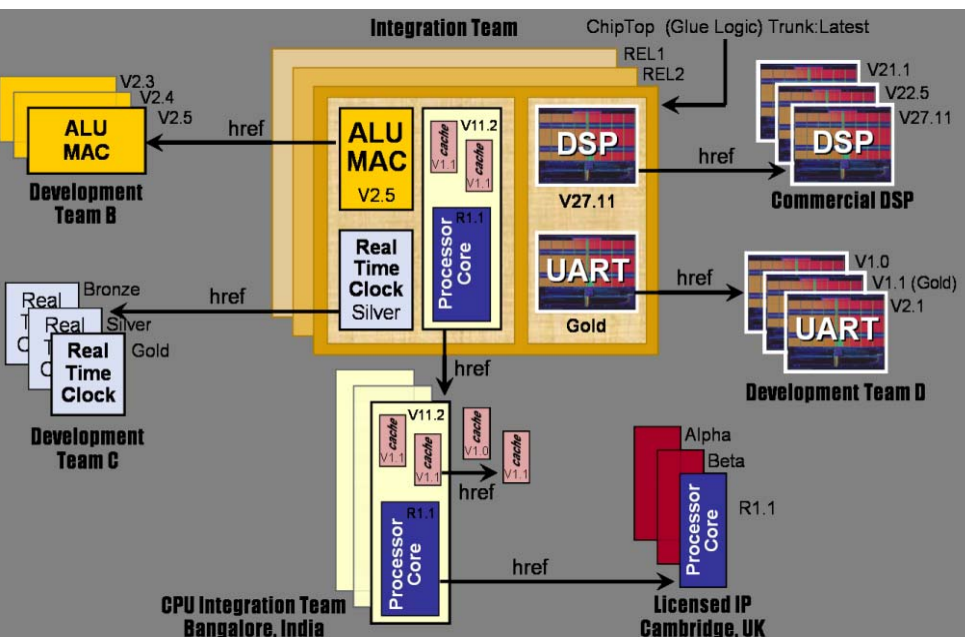 Integration Team
ChipTop (Glue Logic) Trunk:Latest
REL1
REL2
V2.3
V2.4
V2.5
ALU
MAC
Development
Team B
href
ALU
MAC
V2.5
V11.2
cache
V1.1
cache
V1.1
R1.1
Processor
Core
Real
Time
Clock
Silver
DSP
V27.11
UART
Gold
href
V21.1
V22.5
V27.11
DSP
Commercial DSP
href
V1.0
V1.1 (Gold)
V2.1
UART
Development Team D
href
Bronze
Silver
Gold
Real
T
C
Real
T
C
Real
Time
Clock
Development
Team C
href
V11.2
cache
V1.1
cache
V1.1
cache
V1.0
cache
V1.1
href
R1.1
Processor
Core
CPU Integration Team
Bangalore, India
href
Alpha
Beta
R1.1
Processor
Core
Licensed IP
Cambridge, UK